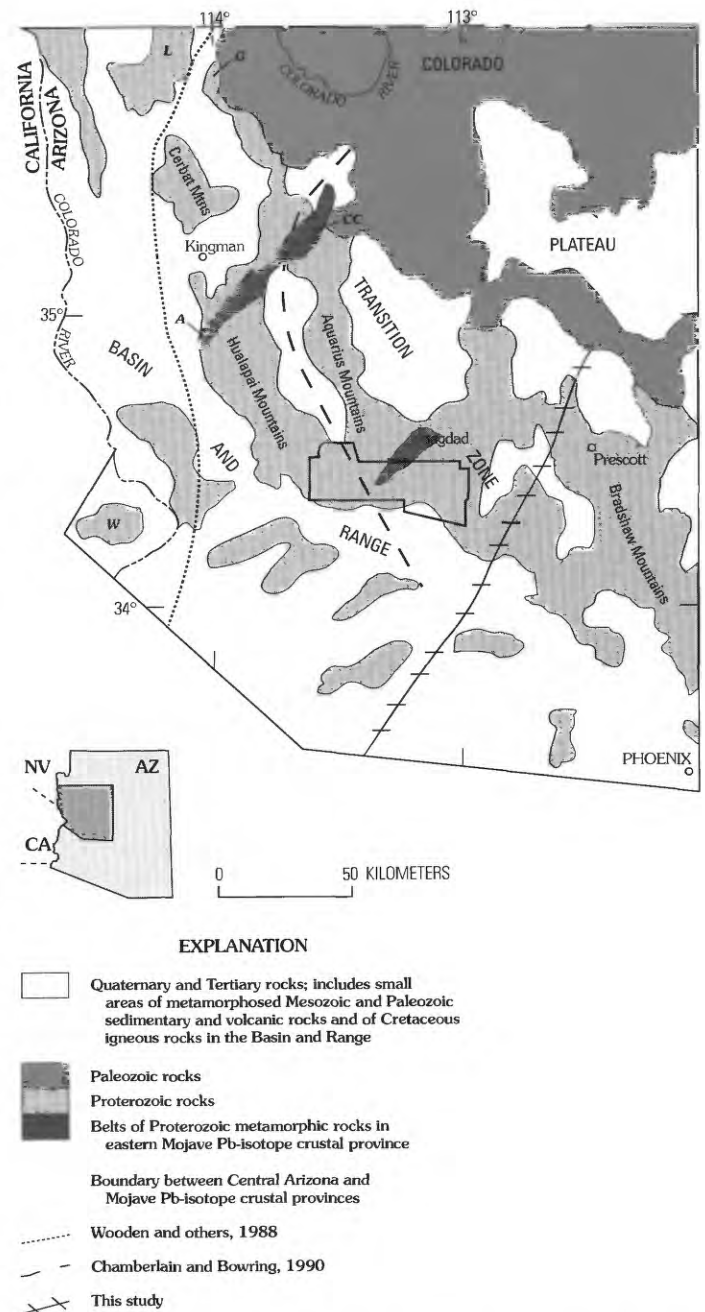 114°
113°
L
G
COLORADO
RIVER
COLORADO
CALIFORNIA
ARIZONA
Cerbat Mtns
COLORADO
CC
PLATEAU
Kingman
TRANSITION
35°
A
RIVER
BASIN
Hualapai Mountains
Aquarius Mountains
AND
ZONE
Prescott
Bradshaw Mountains
W
RANGE
34°
NV
AZ
PHOENIX
CA
0 50 KILOMETERS
EXPLANATION
Quaternary and Tertiary rocks; includes small
areas of metamorphosed Mesozoic and Paleozoic
sedimentary and volcanic rocks and of Cretaceous
igneous rocks in the Basin and Range
Paleozoic rocks
Proterozoic rocks
Belts of Proterozoic metamorphic rocks in
eastern Mojave Pb-isotope crustal province
Boundary between Central Arizona and
Mojave Pb-isotope crustal provinces
Wooden and others, 1988
Chamberlain and Bowring, 1990
This study